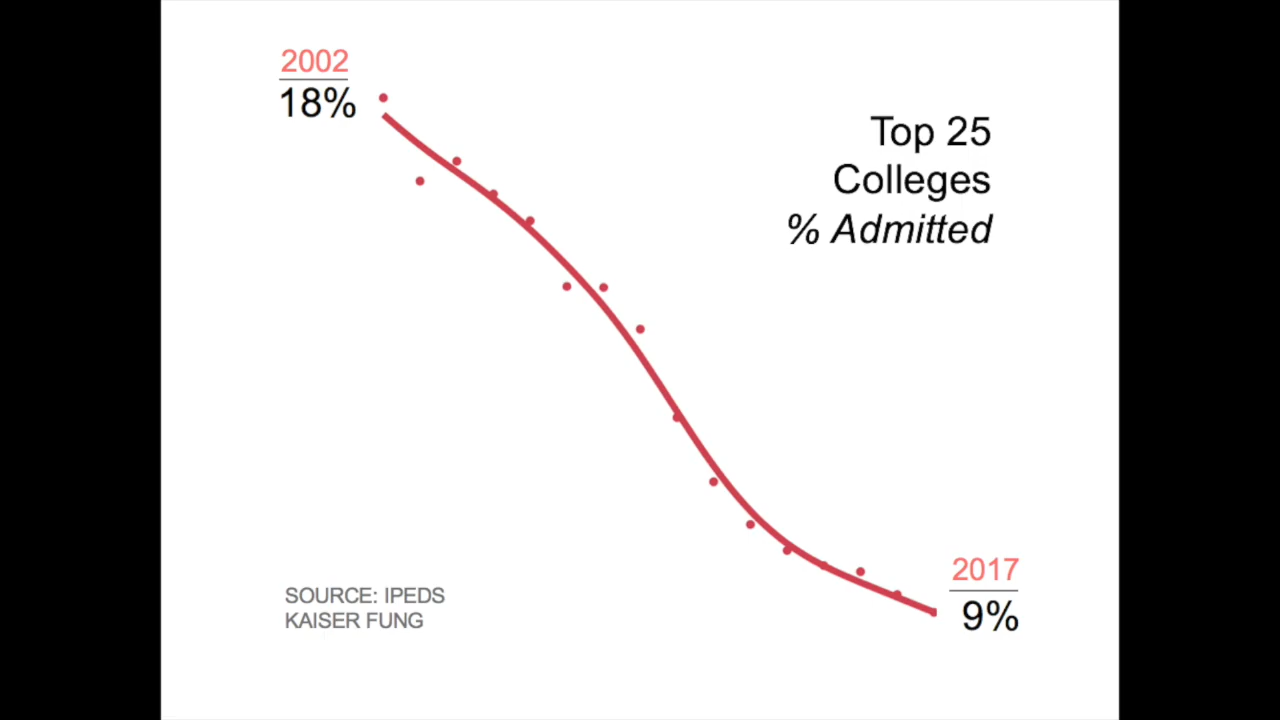 2002
18%
Top 25
Colleges
% Admitted
2017
9%
SOURCE: IPEDS
KAISER FUNG